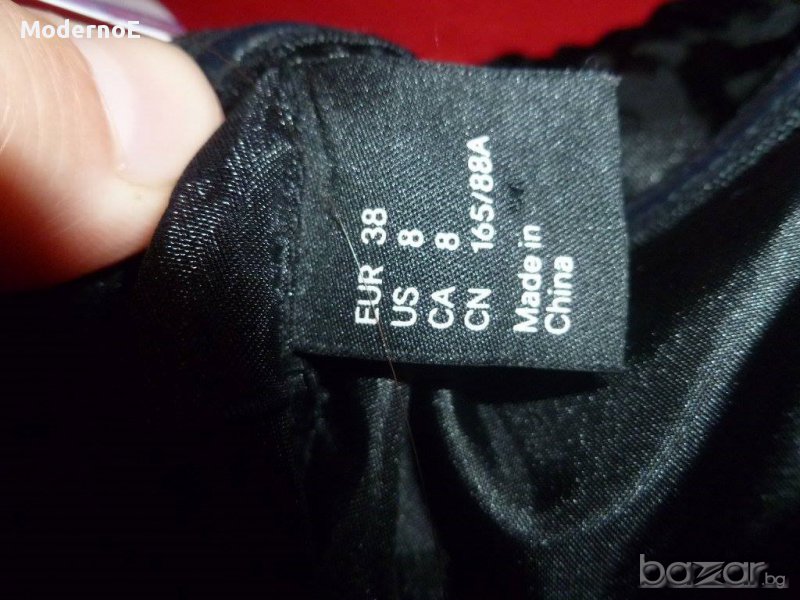 ModernoE
EUR 38
US 8
CA 8
CN 165/88A
Made in
China
bazar.bg